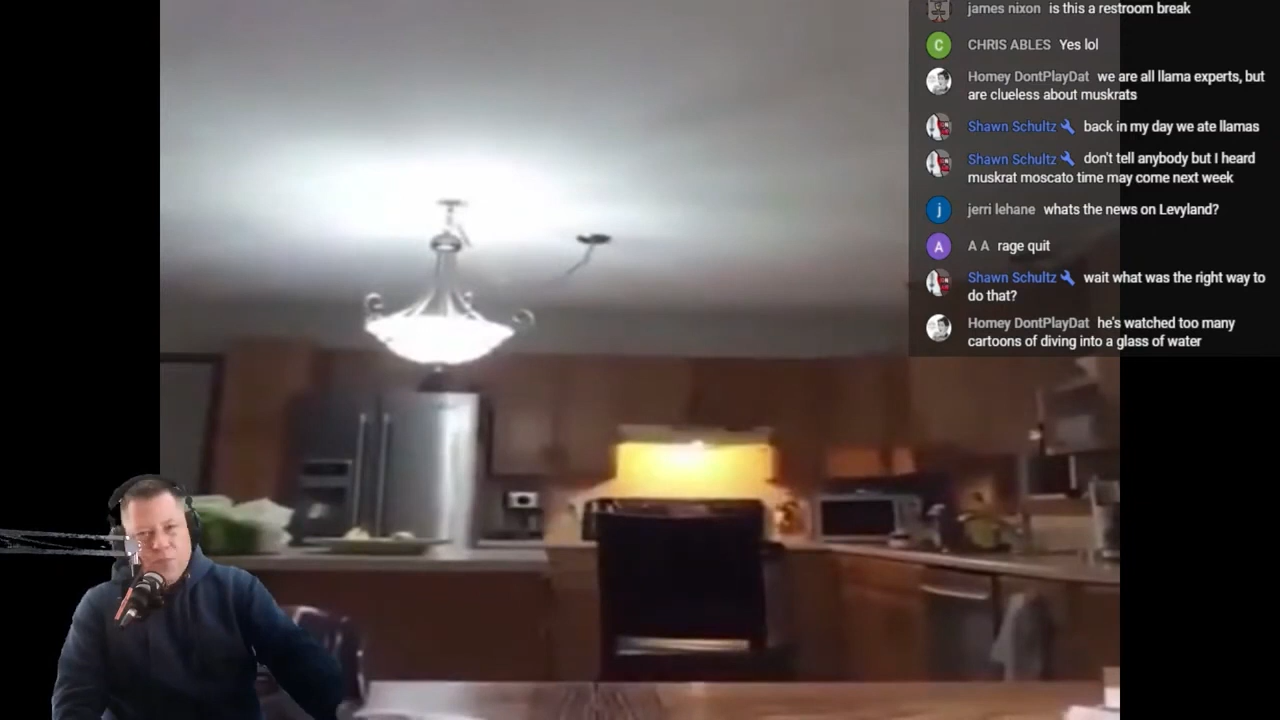 james nixon is this a restroom break
C CHRIS ABLES Yes lol
Homey DontPlayDat we are all llama experts, but
are clueless about muskrats
Shawn Schultz back in my day we ate llamas
Shawn Schultz don't tell anybody but I heard
muskrat moscato time may come next week
j jerri lehane whats the news on Levyland?
A A A rage quit
Shawn Schultz wait what was the right way to
do that?
Homey DontPlayDat he's watched too many
cartoons of diving into a glass of water